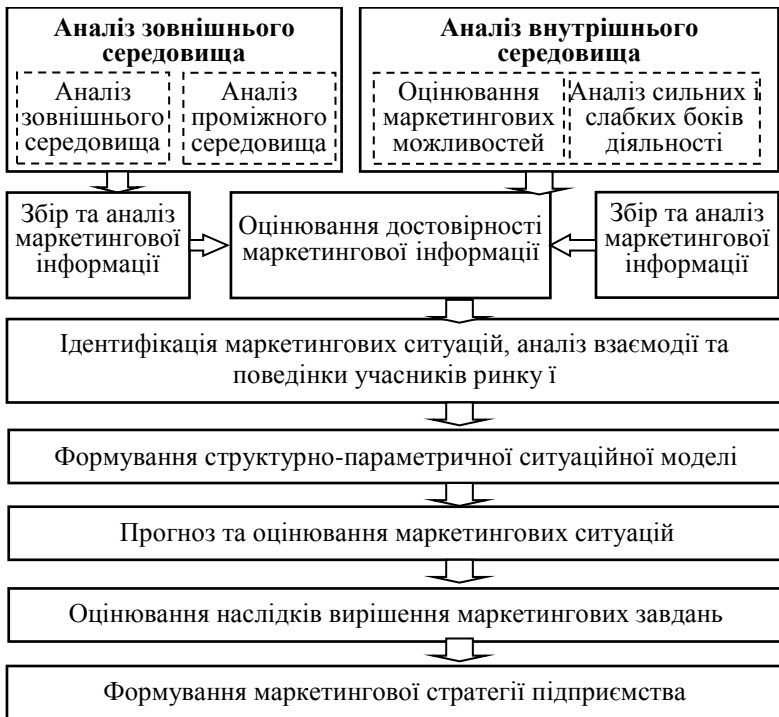 Аналіз зовнішнього
середовища
Аналіз
зовнішнього
середовища
Аналіз
проміжного
середовища
Аналіз внутрішнього
середовища
Оцінювання
маркетингових
можливостей
Аналіз сильних і
слабких боків
діяльності
Збір та аналіз
маркетингової
інформації
Оцінювання достовірності
маркетингової інформації
Збір та аналіз
маркетингової
інформації
Ідентифікація маркетингових ситуацій, аналіз взаємодії та
поведінки учасників ринку ї
Формування структурно-параметричної ситуаційної моделі
Прогноз та оцінювання маркетингових ситуацій
Оцінювання наслідків вирішення маркетингових завдань
Формування маркетингової стратегії підприємства